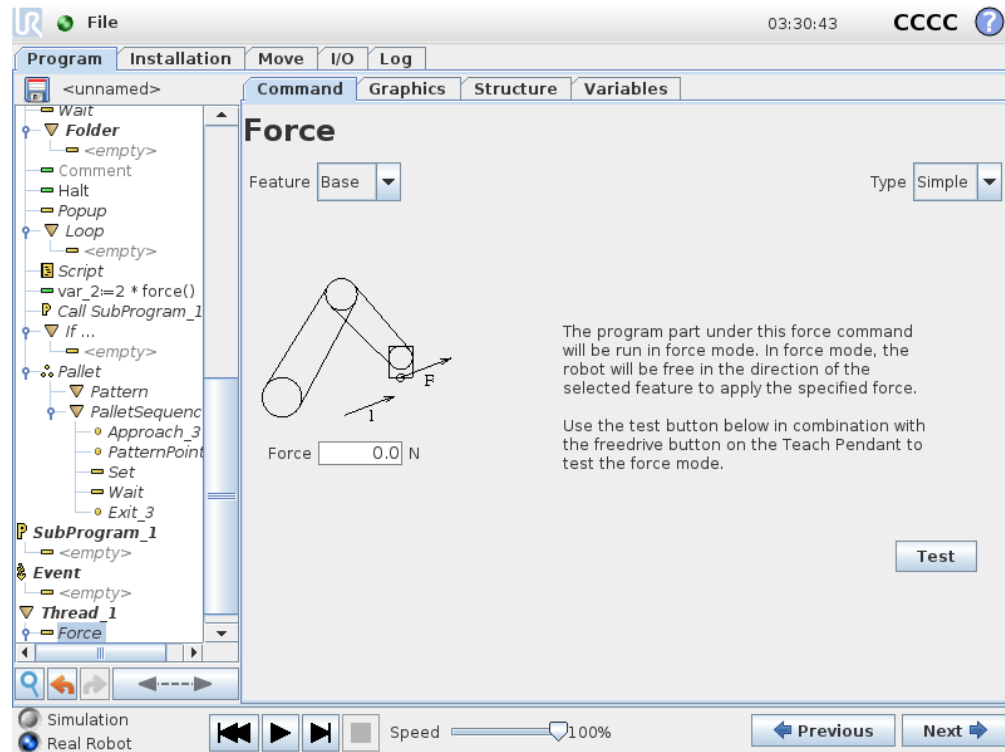 UR File 03:30:43 CCCC ?
Program Installation Move I/O Log
<unnamed> Command Graphics Structure Variables
Wait
Folder
<empty>
Comment
Halt
Popup
Loop
<empty>
Script
var_2:=2 * force()
P Call SubProgram_1
If ...
<empty>
Pallet
Pattern
PalletSequenc
Approach_3
PatternPoint
Set
Wait
Exit_3
P SubProgram_1
<empty>
Event
<empty>
Thread_1
Force
Force
Feature Base Type Simple
F
1
Force 0.0 N
The program part under this force command
will be run in force mode. In force mode, the
robot will be free in the direction of the
selected feature to apply the specified force.
Use the test button below in combination with
the freedrive button on the Teach Pendant to
test the force mode.
Test
Simulation
Real Robot
Speed 100%
Previous Next